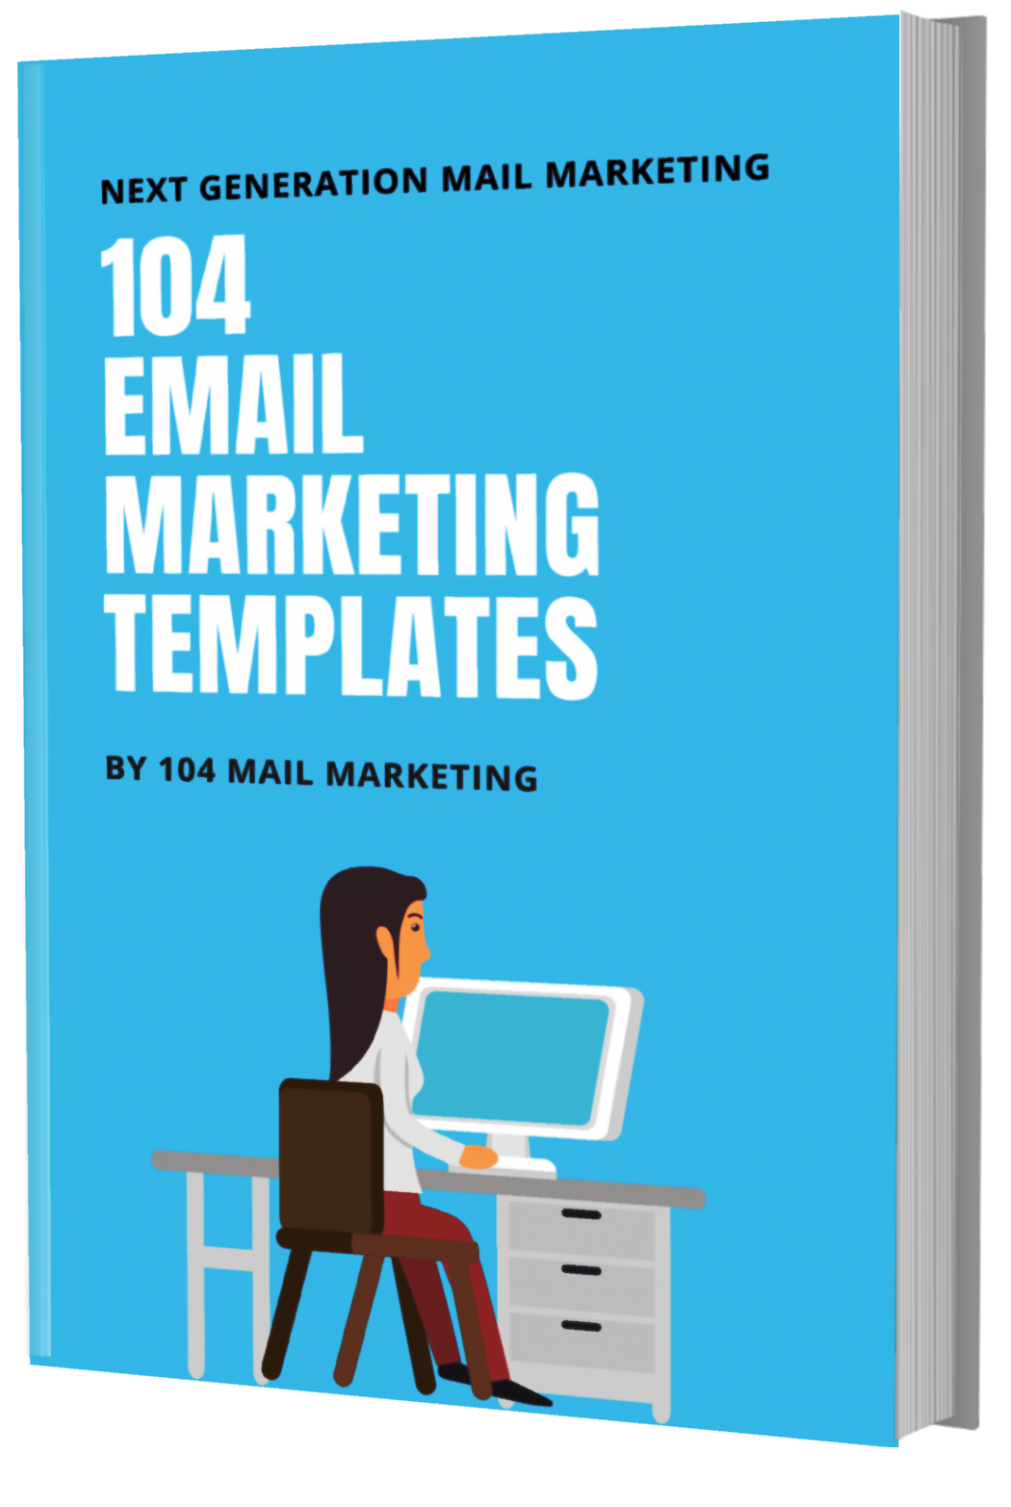 NEXT GENERATION MAIL MARKETING
104
EMAIL
MARKETING
TEMPLATES
BY 104 MAIL MARKETING